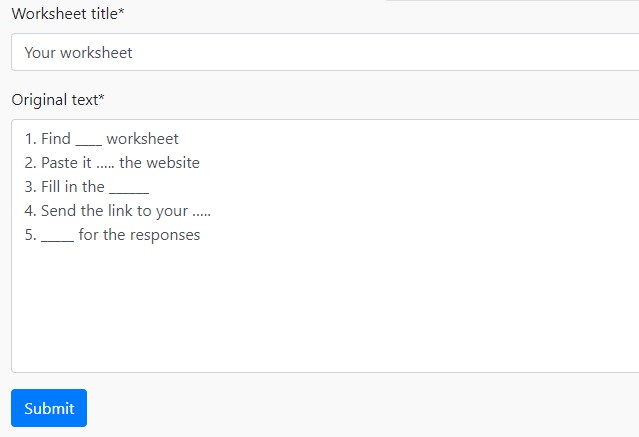 Worksheet title*
Your worksheet
Original text*
1. Find ____ worksheet
2. Paste it ..... the website
3. Fill in the ______
4. Send the link to your .....
5. _____ for the responses
Submit